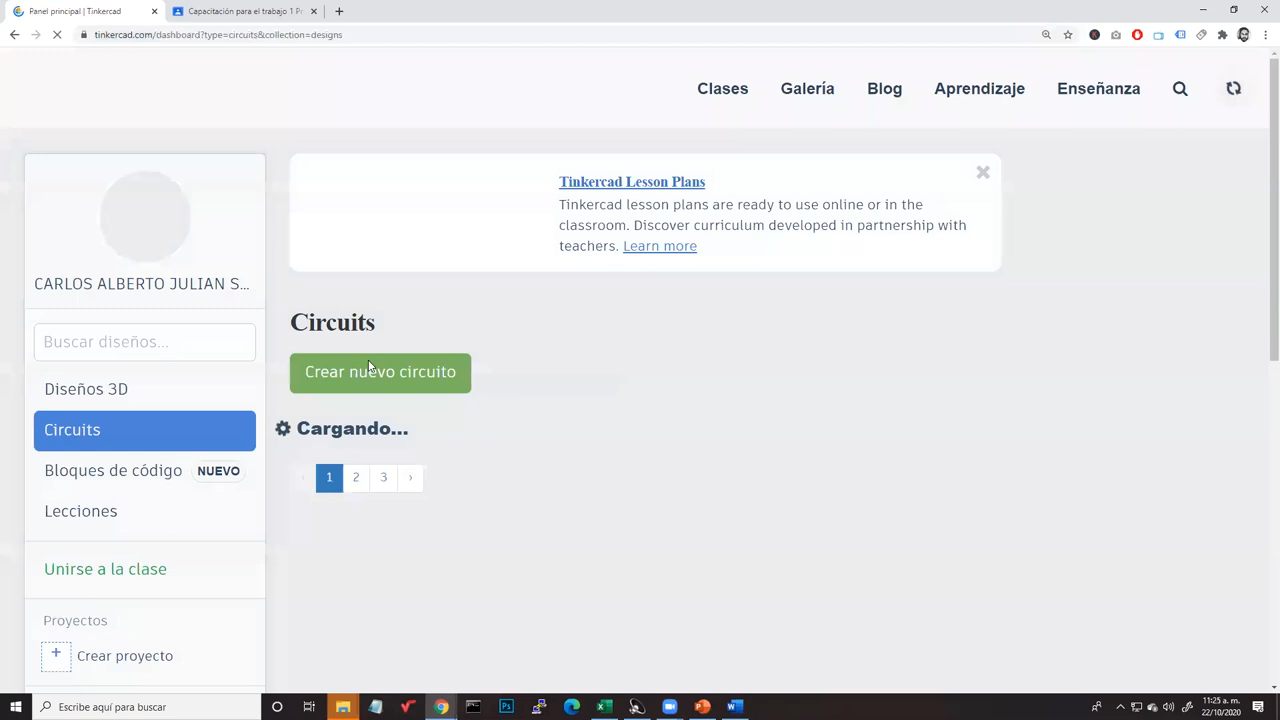 Panel principal | Tinkercad
Capacitación para el trabajo 1 P
tinkercad.com/dashboard?type=circuits&collection=designs
Clases
Galería
Blog
Aprendizaje
Enseñanza
CARLOS ALBERTO JULIAN S...
Buscar diseños...
Diseños 3D
Circuits
Bloques de código NUEVO
Lecciones
Unirse a la clase
Proyectos
+ Crear proyecto
Tinkercad Lesson Plans
Tinkercad lesson plans are ready to use online or in the
classroom. Discover curriculum developed in partnership with
teachers. Learn more
Circuits
Crear nuevo circuito
Cargando...
‹ 1 2 3 ›
Escribe aquí para buscar
11:25 a. m.
22/10/2020